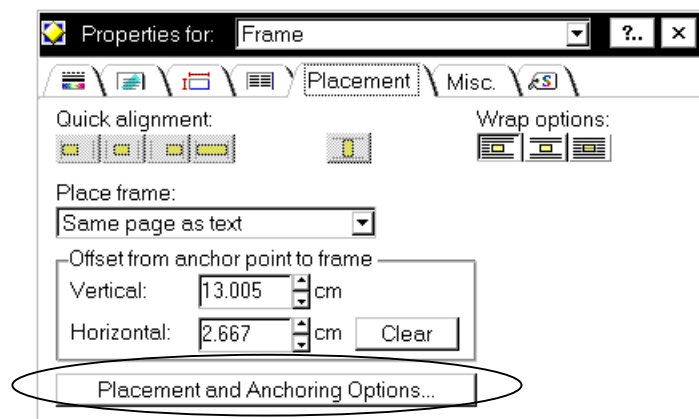 Properties for: Frame ?..
Placement Misc. S
Quick alignment: Wrap options:
Place frame:
Same page as text
Offset from anchor point to frame
Vertical: 13.005 cm
Horizontal: 2.667 cm Clear
Placement and Anchoring Options...